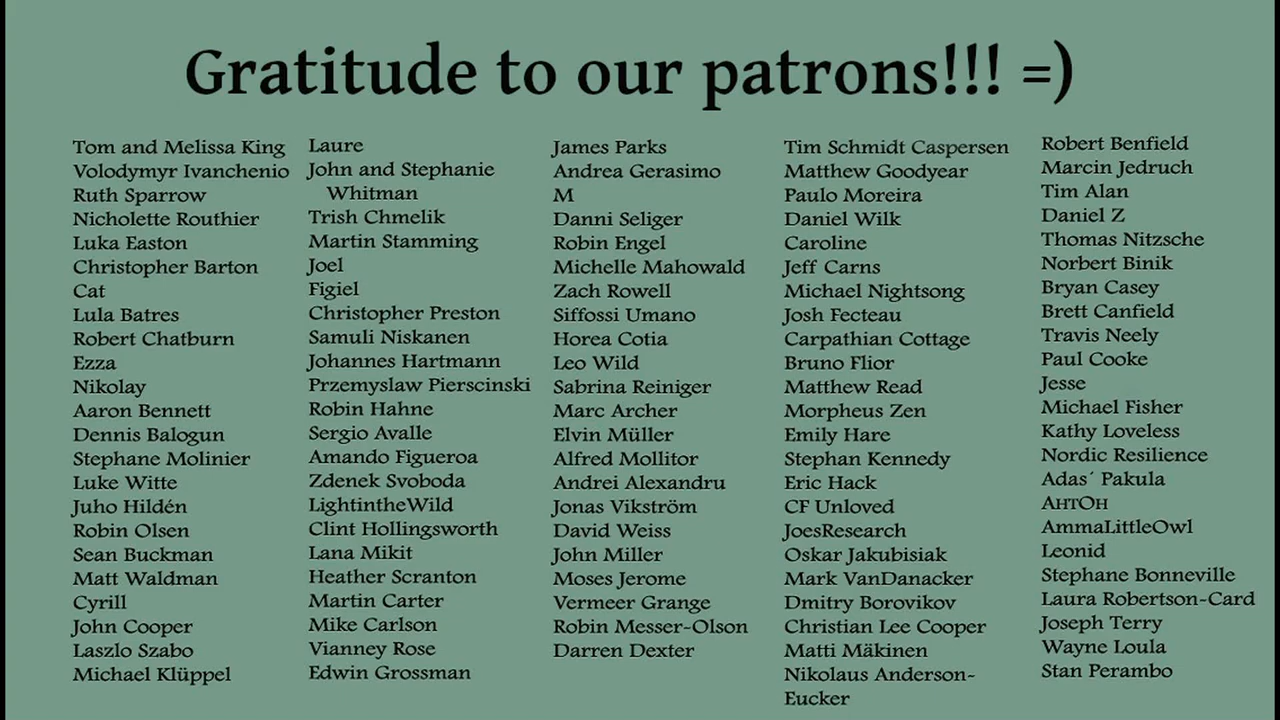 Gratitude to our patrons!!! =)
Tom and Melissa King
Volodymyr Ivanchenio
Ruth Sparrow
Nicholette Routhier
Luka Easton
Christopher Barton
Cat
Lula Batres
Robert Chatburn
Ezza
Nikolay
Aaron Bennett
Dennis Balogun
Stephane Molinier
Luke Witte
Juho Hildén
Robin Olsen
Sean Buckman
Matt Waldman
Cyrill
John Cooper
Laszlo Szabo
Michael Klüppel
Laure
John and Stephanie
Whitman
Trish Chmelik
Martin Stamming
Joel
Figiel
Christopher Preston
Samuli Niskanen
Johannes Hartmann
Przemyslaw Pierscinski
Robin Hahne
Sergio Avalle
Amando Figueroa
Zdenek Svoboda
LightintheWild
Clint Hollingsworth
Lana Mikit
Heather Scranton
Martin Carter
Mike Carlson
Vianney Rose
Edwin Grossman
James Parks
Andrea Gerasimo
M
Danni Seliger
Robin Engel
Michelle Mahowald
Zach Rowell
Siffossi Umano
Horea Cotia
Leo Wild
Sabrina Reiniger
Marc Archer
Elvin Müller
Alfred Mollitor
Andrei Alexandru
Jonas Vikström
David Weiss
John Miller
Moses Jerome
Vermeer Grange
Robin Messer-Olson
Darren Dexter
Tim Schmidt Caspersen
Matthew Goodyear
Paulo Moreira
Daniel Wilk
Caroline
Jeff Carns
Michael Nightsong
Josh Fecteau
Carpathian Cottage
Bruno Flior
Matthew Read
Morpheus Zen
Emily Hare
Stephan Kennedy
Eric Hack
CF Unloved
JoesResearch
Oskar Jakubisiak
Mark VanDanacker
Dmitry Borovikov
Christian Lee Cooper
Matti Mäkinen
Nikolaus Anderson-
Eucker
Robert Benfield
Marcin Jedruch
Tim Alan
Daniel Z
Thomas Nitzsche
Norbert Binik
Bryan Casey
Brett Canfield
Travis Neely
Paul Cooke
Jesse
Michael Fisher
Kathy Loveless
Nordic Resilience
Adas´ Pakula
Антон
AmmaLittleOwl
Leonid
Stephane Bonneville
Laura Robertson-Card
Joseph Terry
Wayne Loula
Stan Perambo